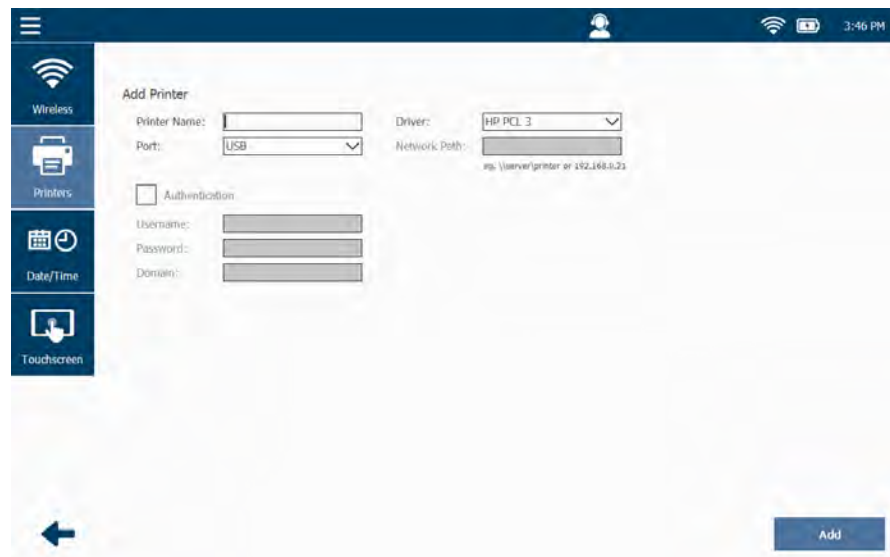 3:46 PM
Wireless
Printers
Date/Time
Touchscreen
Add Printer
Printer Name:
Driver: HP PCL 3
Port: USB
Network Path:
eg. \\server\printer or 192.168.0.21
Authentication
Username:
Password:
Domain:
Add